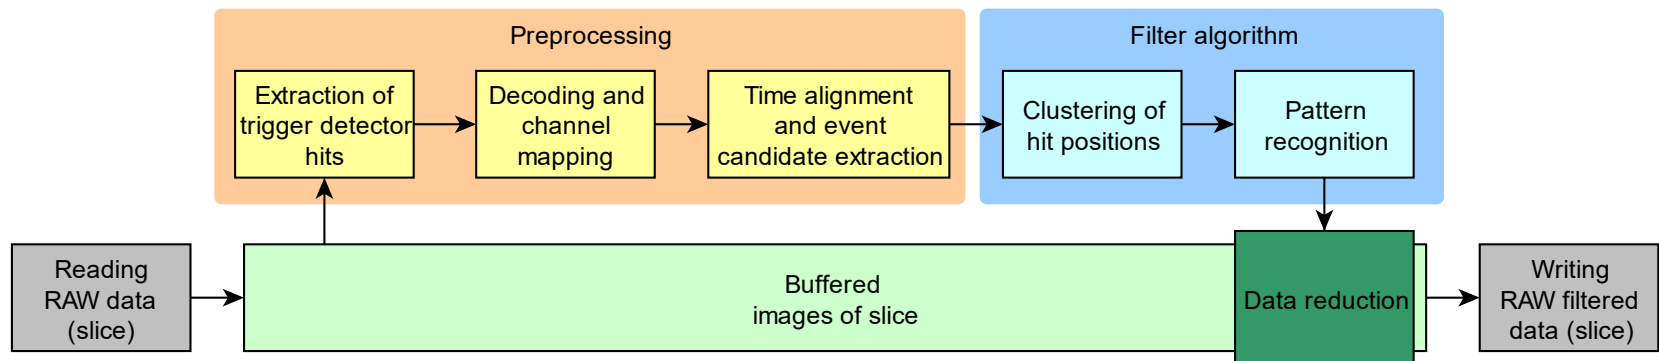 Preprocessing
Filter algorithm
Extraction of
trigger detector
hits
Decoding and
channel
mapping
Time alignment
and event
candidate extraction
Clustering of
hit positions
Pattern
recognition
Reading
RAW data
(slice)
Buffered
images of slice
Data reduction
Writing
RAW filtered
data (slice)